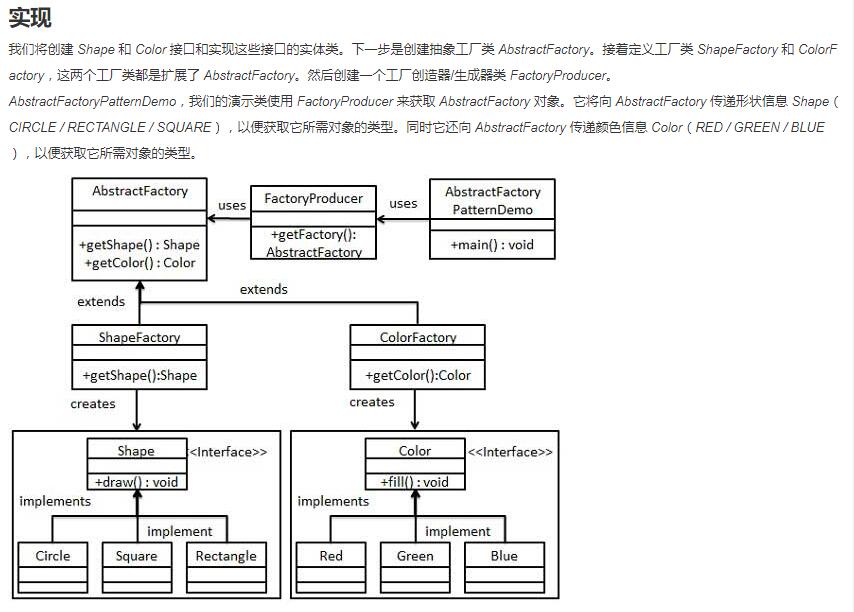 实现
我们将创建 Shape 和 Color 接口和实现这些接口的实体类。下一步是创建抽象工厂类 AbstractFactory。接着定义工厂类 ShapeFactory 和 ColorF
actory，这两个工厂类都是扩展了 AbstractFactory。然后创建一个工厂创造器/生成器类 FactoryProducer。
AbstractFactoryPatternDemo，我们的演示类使用 FactoryProducer 来获取 AbstractFactory 对象。它将向 AbstractFactory 传递形状信息 Shape（
CIRCLE / RECTANGLE / SQUARE），以便获取它所需对象的类型。同时它还向 AbstractFactory 传递颜色信息 Color（RED / GREEN / BLUE
），以便获取它所需对象的类型。
AbstractFactory
+getShape() : Shape
+getColor() : Color
uses
FactoryProducer
+getFactory():
AbstractFactory
uses
AbstractFactory
PatternDemo
+main() : void
extends
extends
ShapeFactory
+getShape():Shape
ColorFactory
+getColor():Color
creates
creates
Shape
<<Interface>>
+draw() : void
implements
implement
Circle
Square
Rectangle
Color
<<Interface>>
+fill() : void
implements
implement
Red
Green
Blue